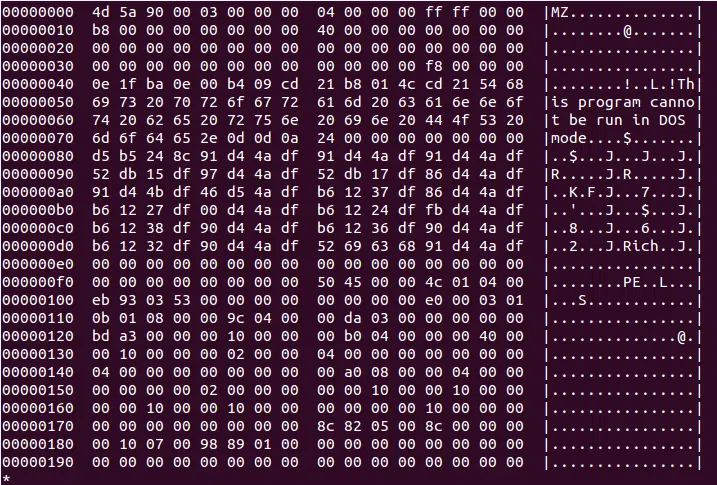 00000000  4d 5a 90 00 03 00 00 00  04 00 00 00 ff ff 00 00  |MZ..............|
00000010  b8 00 00 00 00 00 00 00  40 00 00 00 00 00 00 00  |........@.......|
00000020  00 00 00 00 00 00 00 00  00 00 00 00 00 00 00 00  |................|
00000030  00 00 00 00 00 00 00 00  00 00 00 00 f8 00 00 00  |................|
00000040  0e 1f ba 0e 00 b4 09 cd  21 b8 01 4c cd 21 54 68  |........!..L.!Th|
00000050  69 73 20 70 72 6f 67 72  61 6d 20 63 61 6e 6e 6f  |is program canno|
00000060  74 20 62 65 20 72 75 6e  20 69 6e 20 44 4f 53 20  |t be run in DOS |
00000070  6d 6f 64 65 2e 0d 0d 0a  24 00 00 00 00 00 00 00  |mode....$.......|
00000080  d5 b5 24 8c 91 d4 4a df  91 d4 4a df 91 d4 4a df  |..$...J...J...J.|
00000090  52 db 15 df 97 d4 4a df  52 db 17 df 86 d4 4a df  |R.....J.R.....J.|
000000a0  91 d4 4b df 46 d5 4a df  b6 12 37 df 86 d4 4a df  |..K.F.J...7...J.|
000000b0  b6 12 27 df 00 d4 4a df  b6 12 24 df fb d4 4a df  |..'...J...$...J.|
000000c0  b6 12 38 df 90 d4 4a df  b6 12 36 df 90 d4 4a df  |..8...J...6...J.|
000000d0  b6 12 32 df 90 d4 4a df  52 69 63 68 91 d4 4a df  |..2...J.Rich..J.|
000000e0  00 00 00 00 00 00 00 00  00 00 00 00 00 00 00 00  |................|
000000f0  00 00 00 00 00 00 00 00  50 45 00 00 4c 01 04 00  |........PE..L...|
00000100  eb 93 03 53 00 00 00 00  00 00 00 00 e0 00 03 01  |...S............|
00000110  0b 01 08 00 00 9c 04 00  00 da 03 00 00 00 00 00  |................|
00000120  bd a3 00 00 00 10 00 00  00 b0 04 00 00 00 40 00  |..............@.|
00000130  00 10 00 00 00 02 00 00  04 00 00 00 00 00 00 00  |................|
00000140  04 00 00 00 00 00 00 00  00 a0 08 00 00 04 00 00  |................|
00000150  00 00 00 00 02 00 00 00  00 00 10 00 00 10 00 00  |................|
00000160  00 00 10 00 00 10 00 00  00 00 00 00 10 00 00 00  |................|
00000170  00 00 00 00 00 00 00 00  8c 82 05 00 8c 00 00 00  |................|
00000180  00 10 07 00 98 89 01 00  00 00 00 00 00 00 00 00  |................|
00000190  00 00 00 00 00 00 00 00  00 00 00 00 00 00 00 00  |................|
*